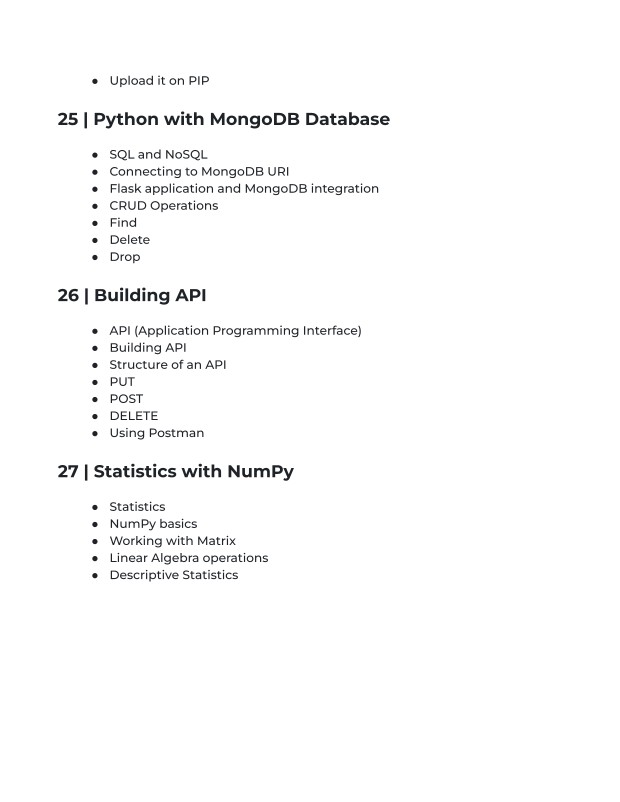 ● Upload it on PIP
25 | Python with MongoDB Database
● SQL and NoSQL
● Connecting to MongoDB URI
● Flask application and MongoDB integration
● CRUD Operations
● Find
● Delete
● Drop
26 | Building API
● API (Application Programming Interface)
● Building API
● Structure of an API
● PUT
● POST
● DELETE
● Using Postman
27 | Statistics with NumPy
● Statistics
● NumPy basics
● Working with Matrix
● Linear Algebra operations
● Descriptive Statistics